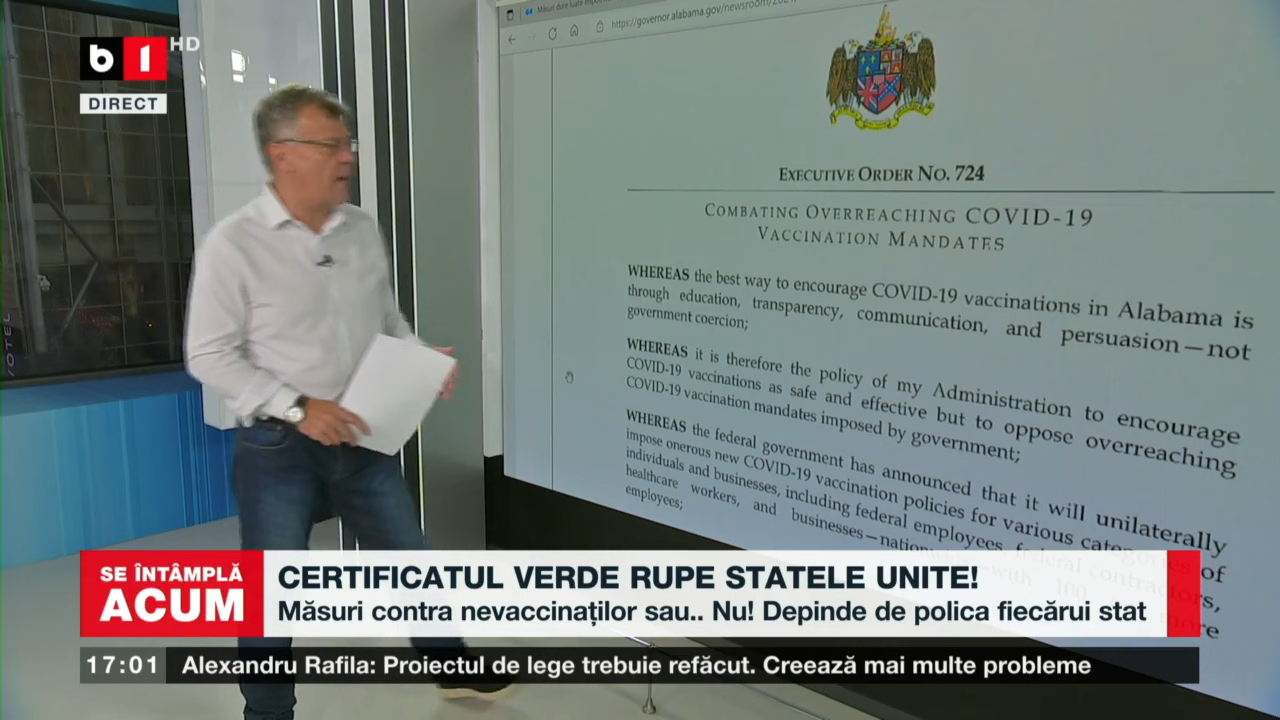 b1 HD
DIRECT
https://governor.alabama.gov/newsroom/202
EXECUTIVE ORDER NO. 724
COMBATING OVERREACHING COVID-19
VACCINATION MANDATES
WHEREAS the best way to encourage COVID-19 vaccinations in Alabama is
through education, transparency, communication, and persuasion—not
government coercion;
WHEREAS it is therefore the policy of my Administration to encourage
COVID-19 vaccinations as safe and effective but to oppose overreaching
COVID-19 vaccination mandates imposed by government;
WHEREAS the federal government has announced that it will unilaterally
impose onerous new COVID-19 vaccination policies for various categories of
individuals and businesses, including federal employees, federal contractors,
healthcare workers, and businesses—nation with 100 more
employees;
SE ÎNTÂMPLĂ
ACUM
CERTIFICATUL VERDE RUPE STATELE UNITE!
Măsuri contra nevaccinaților sau.. Nu! Depinde de polica fiecărui stat
17:01 Alexandru Rafila: Proiectul de lege trebuie refăcut. Creează mai multe probleme